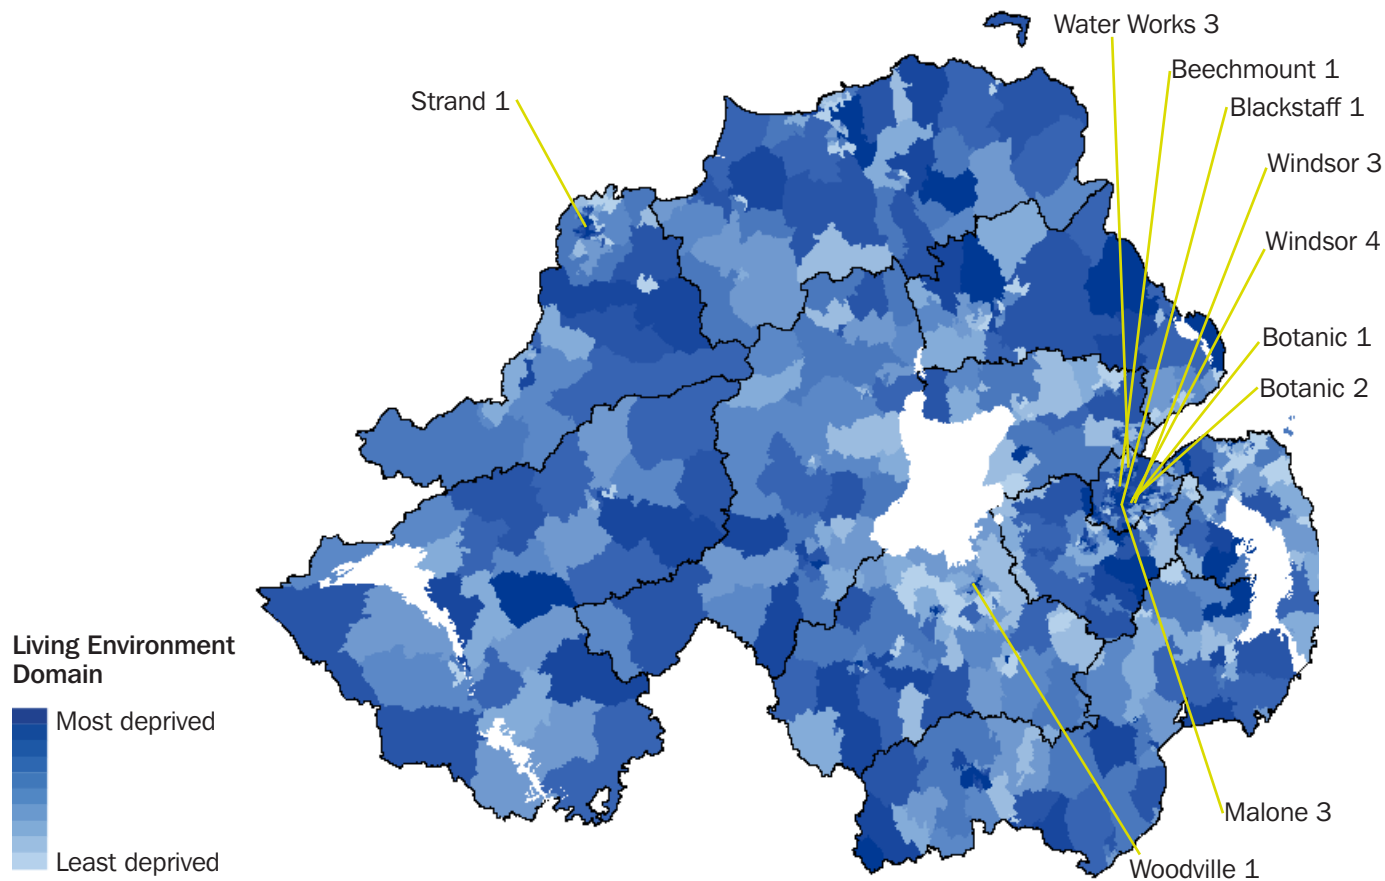 Water Works 3
Beechmount 1
Strand 1
Blackstaff 1
Windsor 3
Windsor 4
Botanic 1
Botanic 2
Living Environment
Domain
Most deprived
Least deprived
Malone 3
Woodville 1